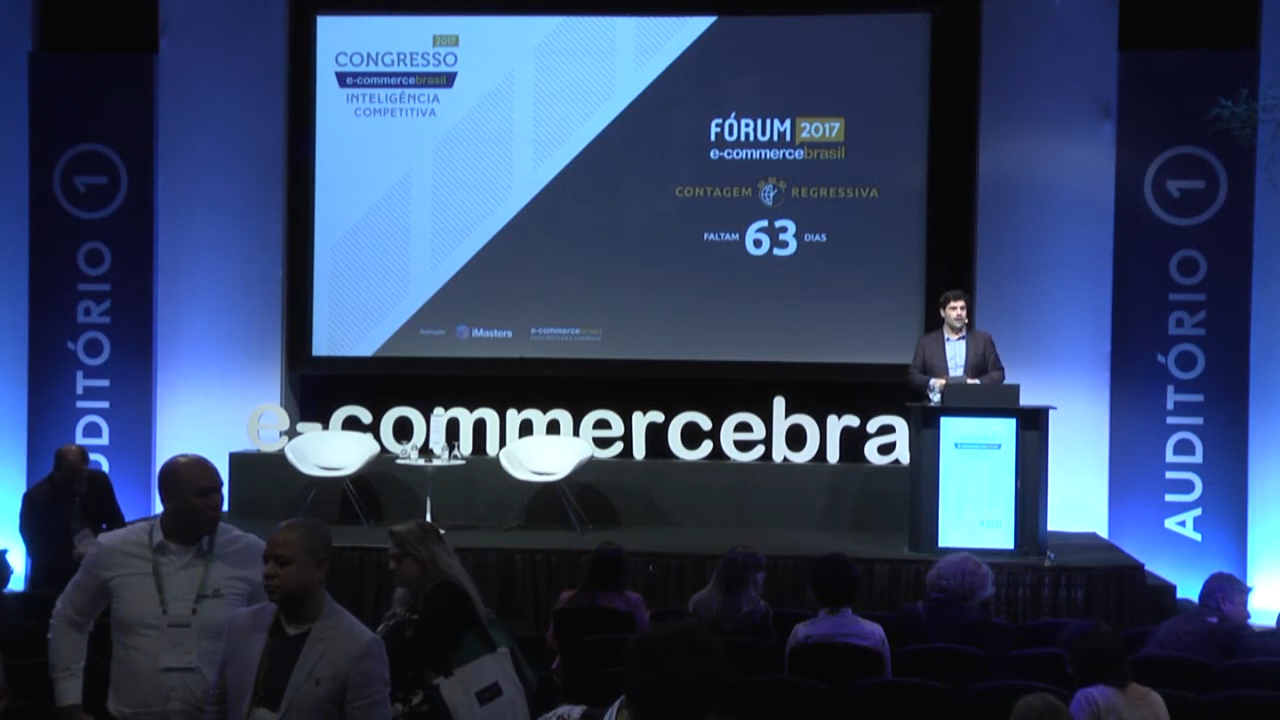 2017
CONGRESSO
e-commercebrasil
INTELIGÊNCIA
COMPETITIVA
FÓRUM 2017
e-commercebrasil
CONTAGEM REGRESSIVA
FALTAM 63 DIAS
iMasters
e-commercebrasil
AUDITÓRIO 1
UDITÓRIO 1
e-commercebra